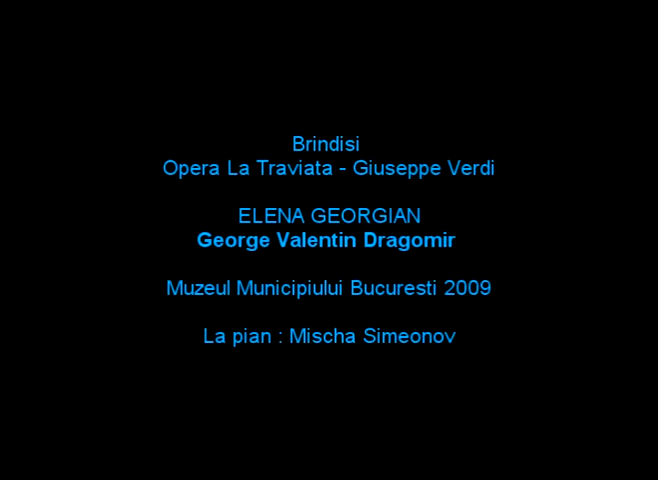 Brindisi
Opera La Traviata - Giuseppe Verdi
ELENA GEORGIAN
George Valentin Dragomir
Muzeul Municipiului Bucuresti 2009
La pian : Mischa Simeonov